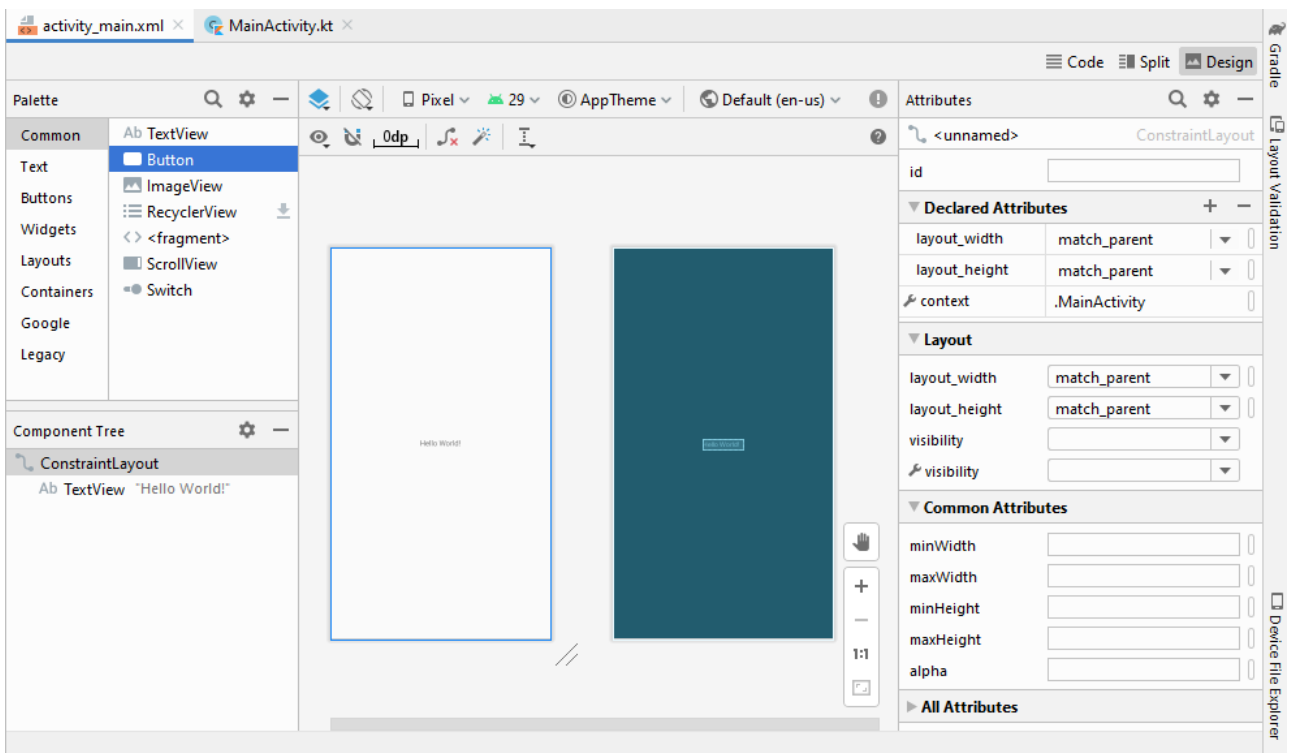 activity_main.xml MainActivity.kt
Code Split Design
Palette
Common
Text
Buttons
Widgets
Layouts
Containers
Google
Legacy
Ab TextView
Button
ImageView
RecyclerView
<fragment>
ScrollView
Switch
Component Tree
ConstraintLayout
Ab TextView "Hello World!"
Pixel 29 AppTheme Default (en-us)
0dp
Hello World!
Hello World!
1:1
Attributes
<unnamed> ConstraintLayout
id
Declared Attributes
layout_width match_parent
layout_height match_parent
context .MainActivity
Layout
layout_width match_parent
layout_height match_parent
visibility
visibility
Common Attributes
minWidth
maxWidth
minHeight
maxHeight
alpha
All Attributes
Gradle
Layout Validation
Device File Explorer